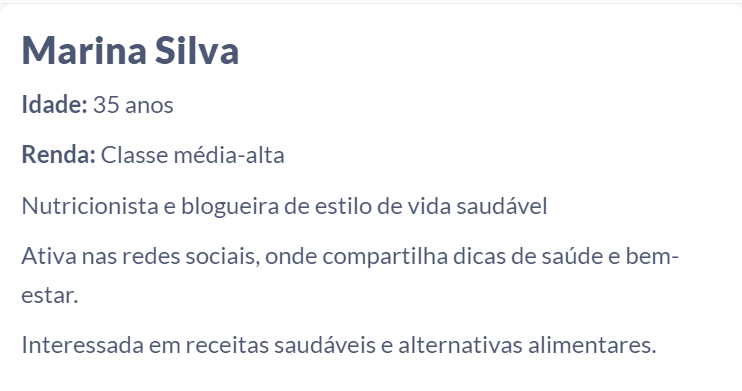 Marina Silva
Idade: 35 anos
Renda: Classe média-alta
Nutricionista e blogueira de estilo de vida saudável
Ativa nas redes sociais, onde compartilha dicas de saúde e bem-
estar.
Interessada em receitas saudáveis e alternativas alimentares.